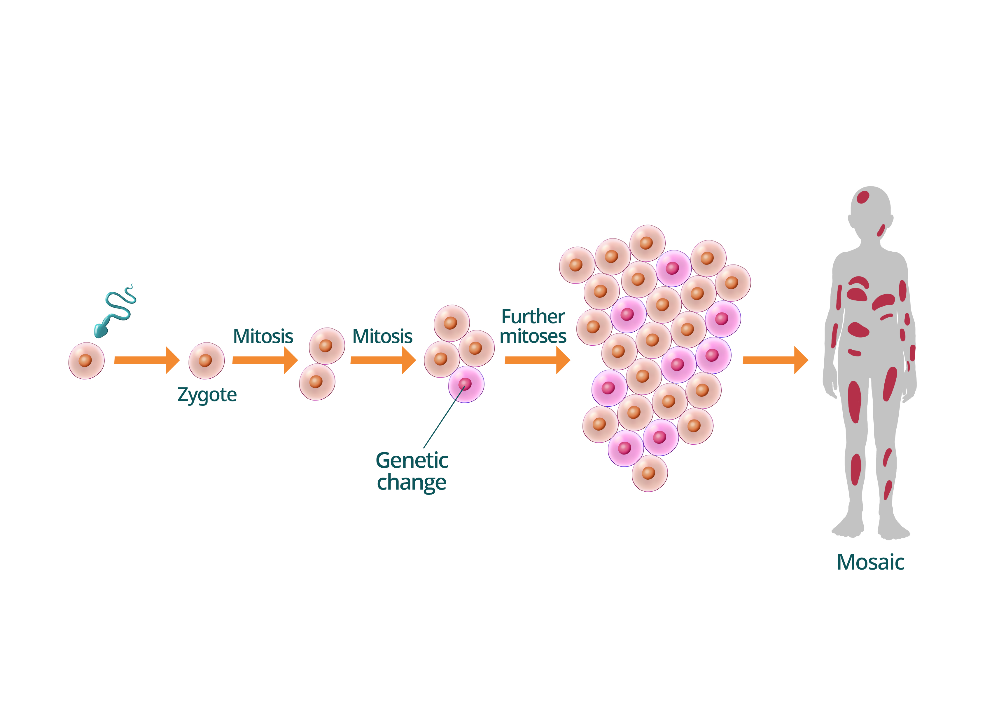 Zygote
Mitosis
Mitosis
Genetic
change
Further
mitoses
Mosaic